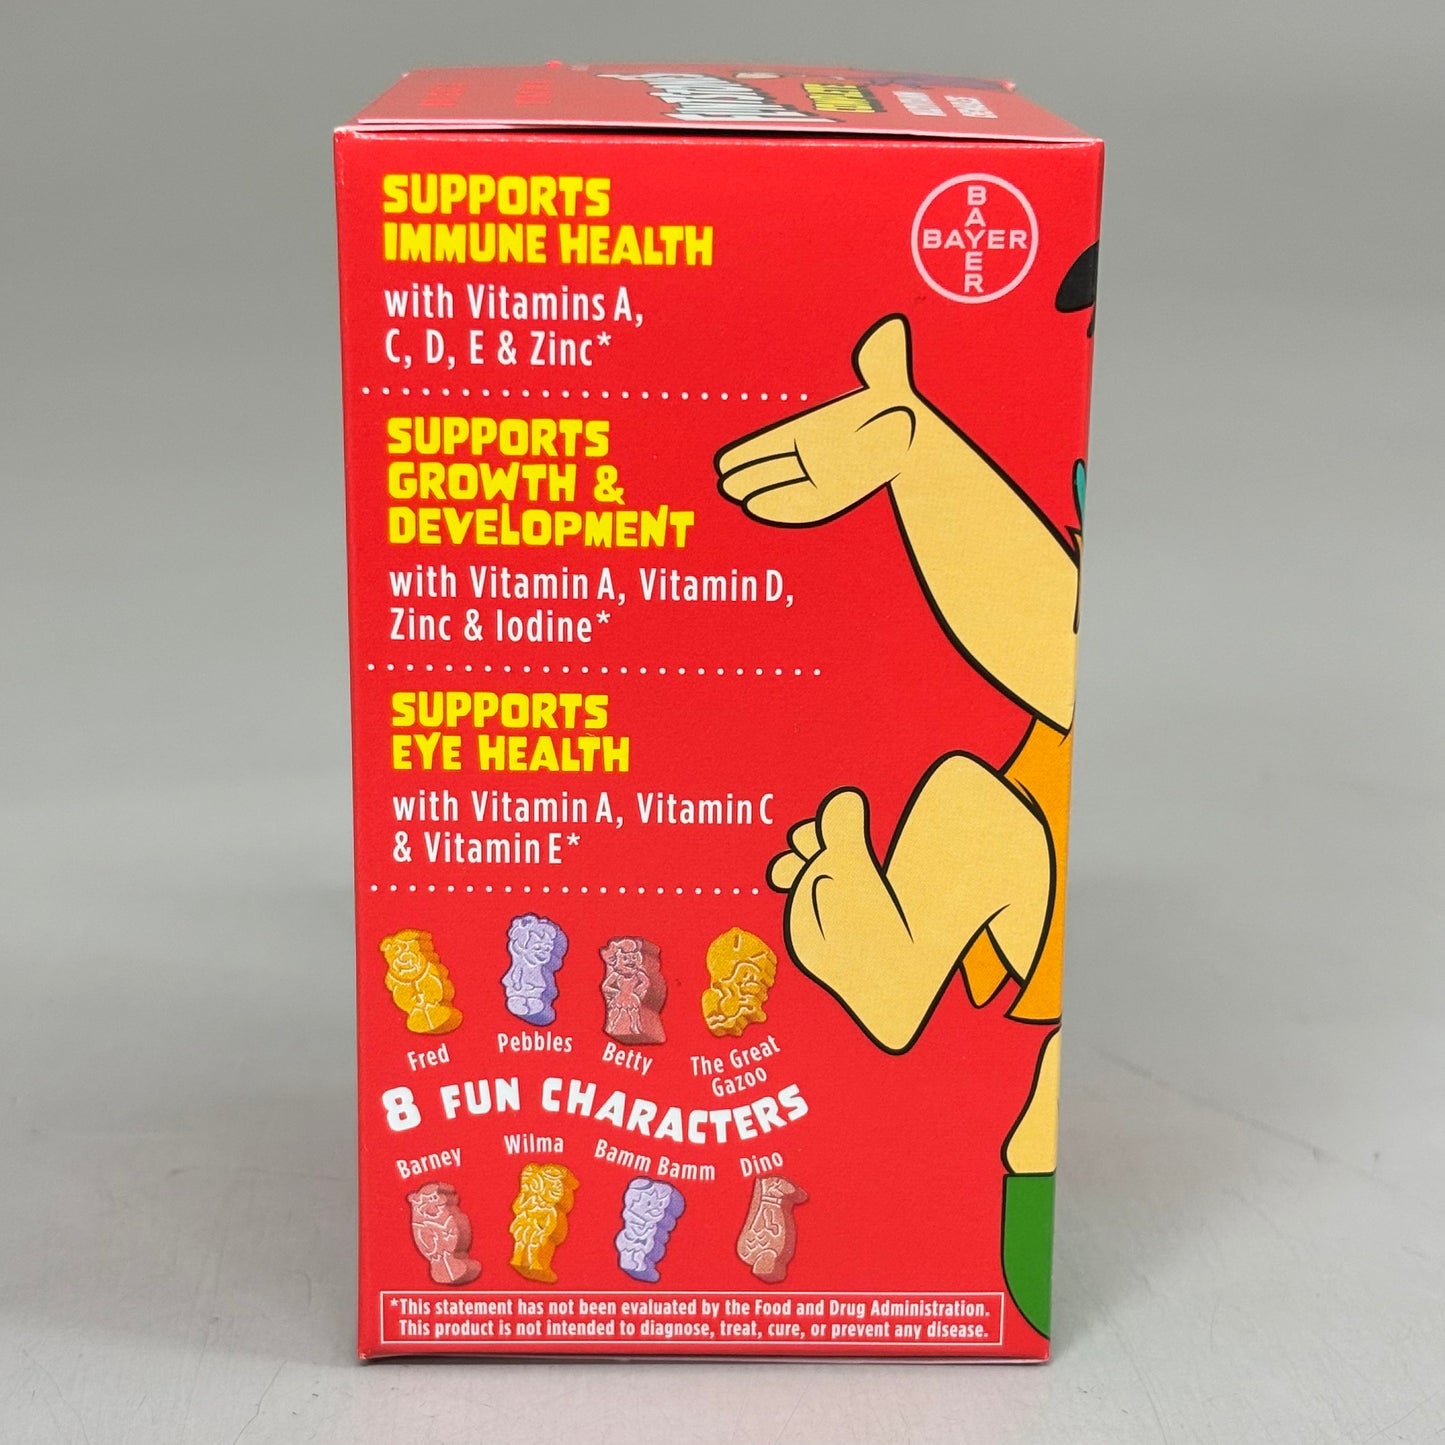 FLINTSTONES
COMPLETE
SUPPORTS
IMMUNE HEALTH
with Vitamins A,
C, D, E & Zinc*
BAYER
BAYER
SUPPORTS
GROWTH &
DEVELOPMENT
with Vitamin A, Vitamin D,
Zinc & Iodine*
SUPPORTS
EYE HEALTH
with Vitamin A, Vitamin C
& Vitamin E*
Fred Pebbles Betty The Great
Gazoo
8 FUN CHARACTERS
Barney Wilma Bamm Bamm Dino
*This statement has not been evaluated by the Food and Drug Administration.
This product is not intended to diagnose, treat, cure, or prevent any disease.